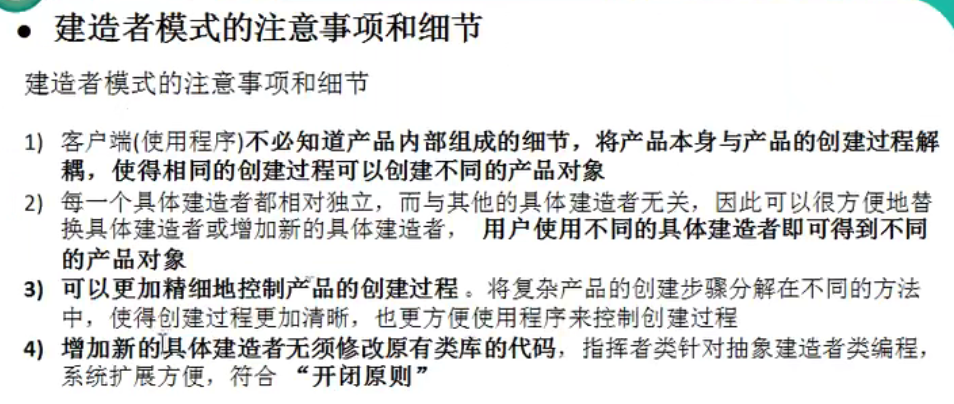 ● 建造者模式的注意事项和细节
建造者模式的注意事项和细节
1) 客户端(使用程序)不必知道产品内部组成的细节，将产品本身与产品的创建过程解
耦，使得相同的创建过程可以创建不同的产品对象
2) 每一个具体建造者都相对独立，而与其他的具体建造者无关，因此可以很方便地替
换具体建造者或增加新的具体建造者， 用户使用不同的具体建造者即可得到不同
的产品对象
3) 可以更加精细地控制产品的创建过程 。将复杂产品的创建步骤分解在不同的方法
中，使得创建过程更加清晰，也更方便使用程序来控制创建过程
4) 增加新的具体建造者无须修改原有类库的代码，指挥者类针对抽象建造者类编程，
系统扩展方便，符合 “开闭原则”